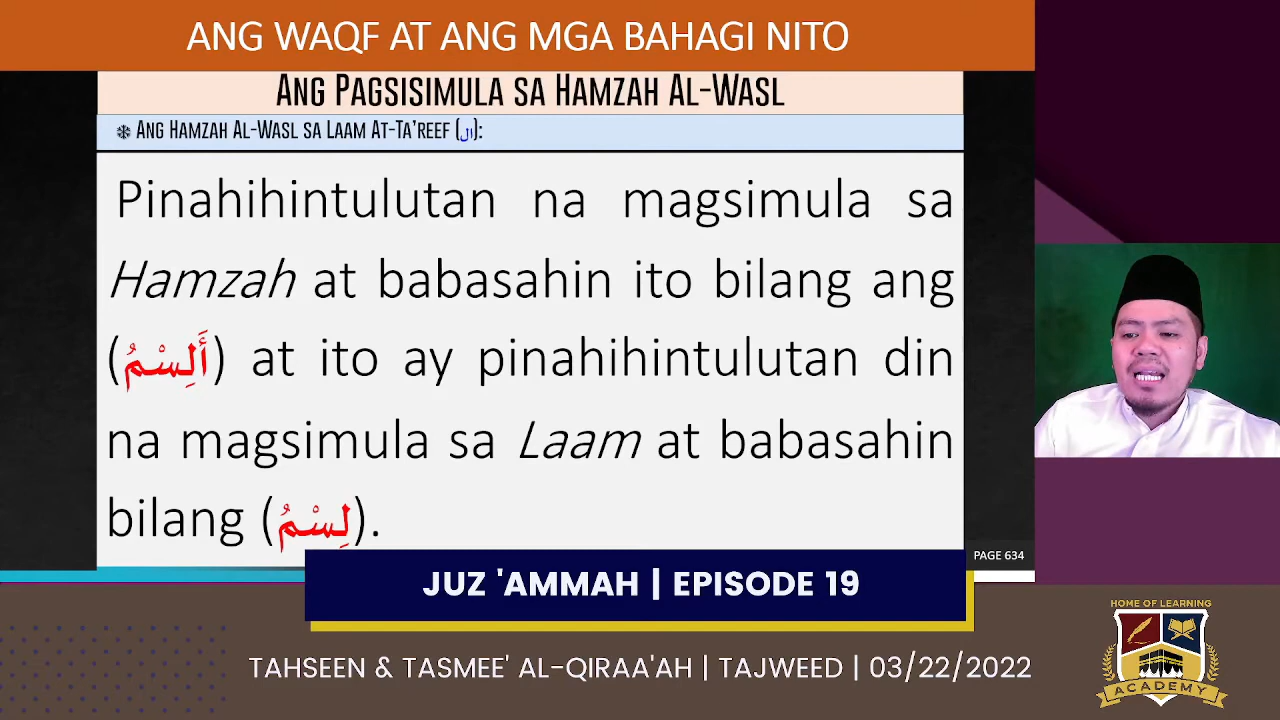 ANG WAQF AT ANG MGA BAHAGI NITO
ANG PAGSISIMULA SA HAMZAH AL-WASL
❄ ANG HAMZAH AL-WASL SA LAAM AT-TA’REEF (ال):
Pinahihintulutan na magsimula sa
Hamzah at babasahin ito bilang ang
(أَلِسْمُ) at ito ay pinahihintulutan din
na magsimula sa Laam at babasahin
bilang (لِسْمُ).
PAGE 634
JUZ 'AMMAH | EPISODE 19
TAHSEEN & TASMEE' AL-QIRAA'AH | TAJWEED | 03/22/2022
HOME OF LEARNING
ACADEMY